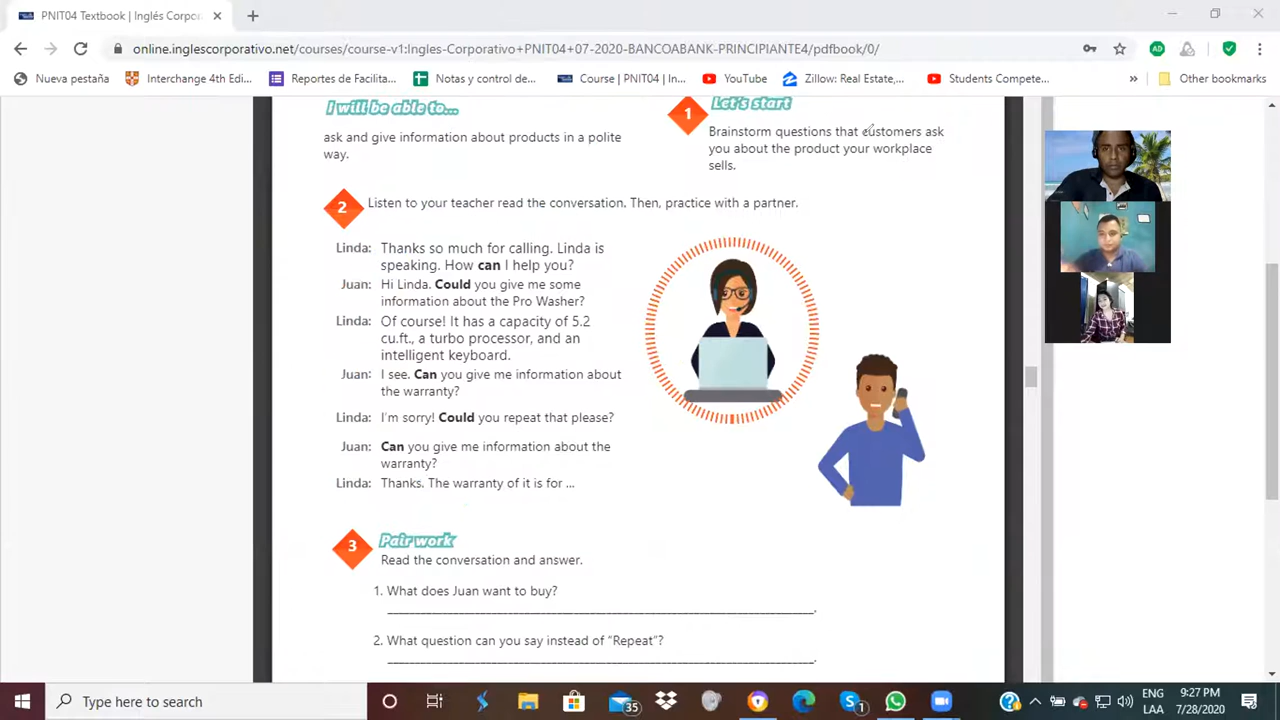 PNIT04 Textbook | Inglés Corpo
online.inglescorporativo.net/courses/course-v1:Ingles-Corporativo+PNIT04+07-2020-BANCOABANK-PRINCIPIANTE4/pdfbook/0/
Nueva pestaña
Interchange 4th Edi...
Reportes de Facilita...
Notas y control de...
Course | PNIT04 | In...
YouTube
Zillow: Real Estate,...
Students Compete...
»
Other bookmarks
I will be able to...
ask and give information about products in a polite
way.
1
Let's start
Brainstorm questions that customers ask
you about the product your workplace
sells.
2
Listen to your teacher read the conversation. Then, practice with a partner.
Linda: Thanks so much for calling. Linda is
speaking. How can I help you?
Juan: Hi Linda. Could you give me some
information about the Pro Washer?
Linda: Of course! It has a capacity of 5.2
cu.ft., a turbo processor, and an
intelligent keyboard.
Juan: I see. Can you give me information about
the warranty?
Linda: I'm sorry! Could you repeat that please?
Juan: Can you give me information about the
warranty?
Linda: Thanks. The warranty of it is for ...
3
Pair work
Read the conversation and answer.
1. What does Juan want to buy?
2. What question can you say instead of "Repeat"?
Type here to search
35
1
ENG
LAA
9:27 PM
7/28/2020